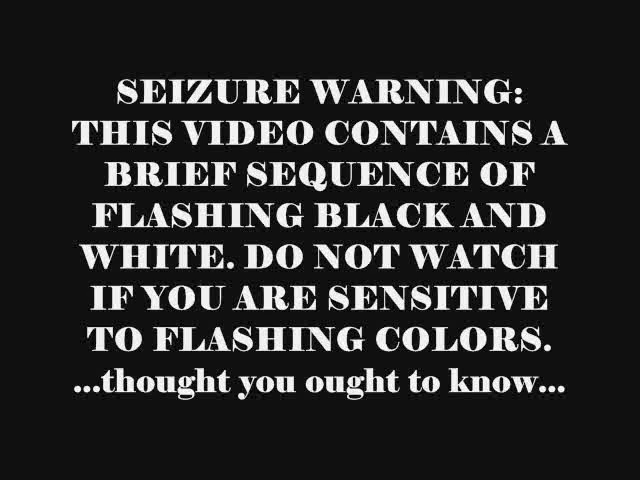 SEIZURE WARNING:
THIS VIDEO CONTAINS A
BRIEF SEQUENCE OF
FLASHING BLACK AND
WHITE. DO NOT WATCH
IF YOU ARE SENSITIVE
TO FLASHING COLORS.
...thought you ought to know...